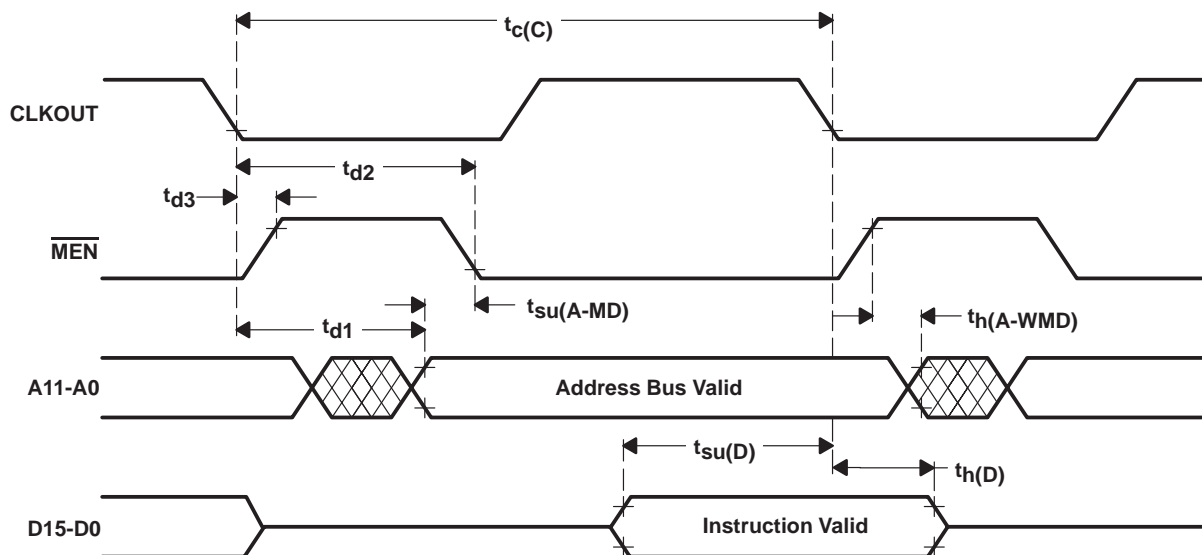 tc(C)
CLKOUT
td2
td3
MEN
tsu(A-MD)
td1
th(A-WMD)
A11-A0
Address Bus Valid
tsu(D)
th(D)
D15-D0
Instruction Valid